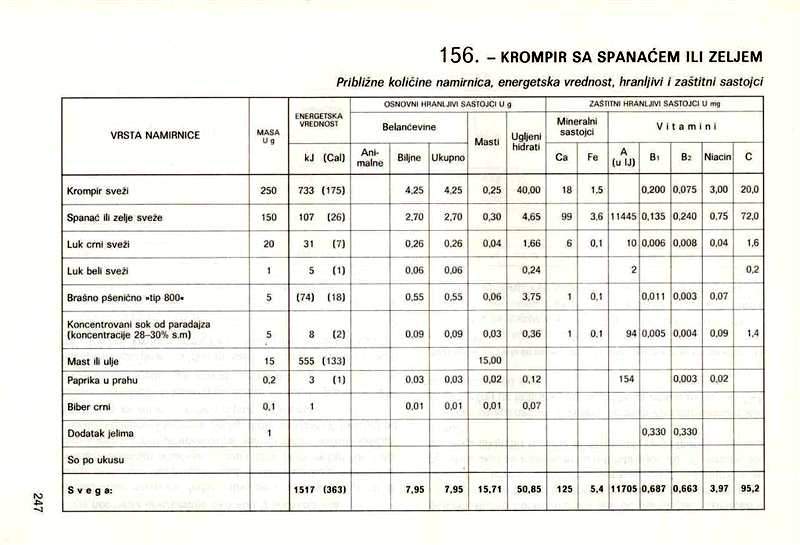 156. – KROMPIR SA SPANAĆEM ILI ZELJEM
Približne količine namirnica, energetska vrednost, hranljivi i zaštitni sastojci
VRSTA NAMIRNICE MASA U g ENERGETSKA VREDNOST OSNOVNI HRANLJIVI SASTOJCI U g ZAŠTITNI HRANLJIVI SASTOJCI U mg
Belančevine Masti Ugljeni hidrati Mineralni sastojci Vitamini
kJ (Cal) Ani-malne Biljne Ukupno Ca Fe A (u IJ) B1 B2 Niacin C
Krompir sveži 250 733 (175) 4,25 4,25 0,25 40,00 18 1,5 0,200 0,075 3,00 20,0
Spanać ili zelje sveže 150 107 (26) 2,70 2,70 0,30 4,65 99 3,6 11445 0,135 0,240 0,75 72,0
Luk crni sveži 20 31 (7) 0,26 0,26 0,04 1,66 6 0,1 10 0,006 0,008 0,04 1,6
Luk beli sveži 1 5 (1) 0,06 0,06 0,24 2 0,2
Brašno pšenično »tip 800« 5 (74) (18) 0,55 0,55 0,06 3,75 1 0,1 0,011 0,003 0,07
Koncentrovani sok od paradajza
(koncentracije 28–30% s.m) 5 8 (2) 0,09 0,09 0,03 0,36 1 0,1 94 0,005 0,004 0,09 1,4
Mast ili ulje 15 555 (133) 15,00
Paprika u prahu 0,2 3 (1) 0,03 0,03 0,02 0,12 154 0,003 0,02
Biber crni 0,1 1 0,01 0,01 0,01 0,07
Dodatak jelima 1 0,330 0,330
So po ukusu
Svega: 1517 (363) 7,95 7,95 15,71 50,85 125 5,4 11705 0,687 0,663 3,97 95,2
247